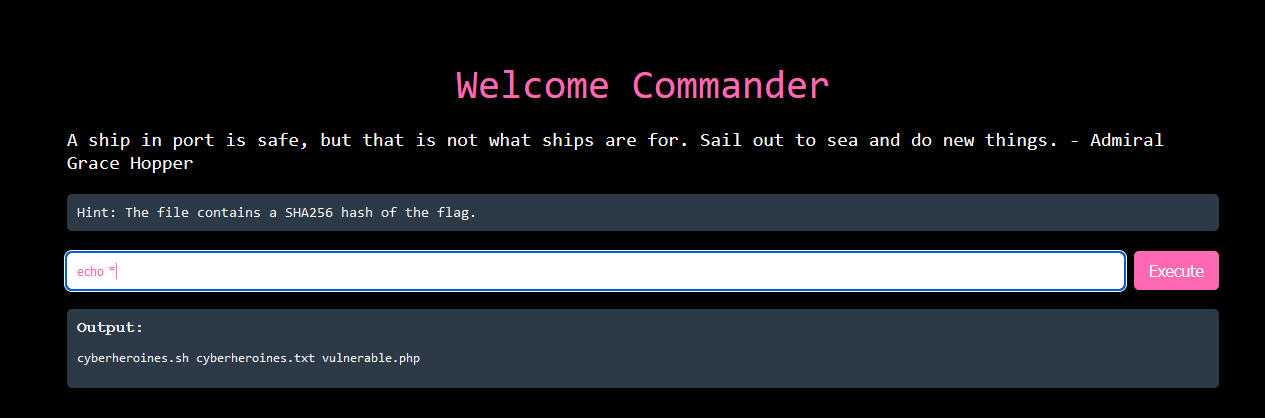 Welcome Commander
A ship in port is safe, but that is not what ships are for. Sail out to sea and do new things. - Admiral
Grace Hopper
Hint: The file contains a SHA256 hash of the flag.
echo *
Execute
Output:
cyberheroines.sh cyberheroines.txt vulnerable.php